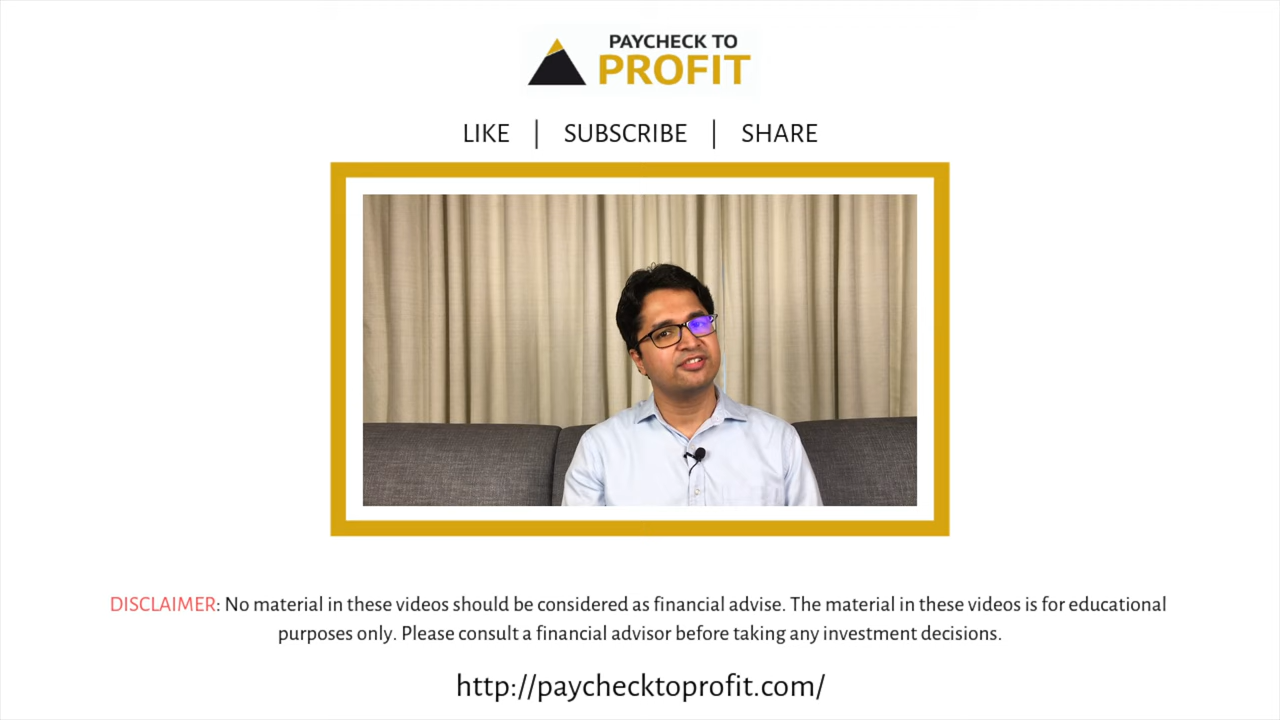 PAYCHECK TO
PROFIT
LIKE | SUBSCRIBE | SHARE
DISCLAIMER: No material in these videos should be considered as financial advise. The material in these videos is for educational
purposes only. Please consult a financial advisor before taking any investment decisions.
http://paychecktoprofit.com/